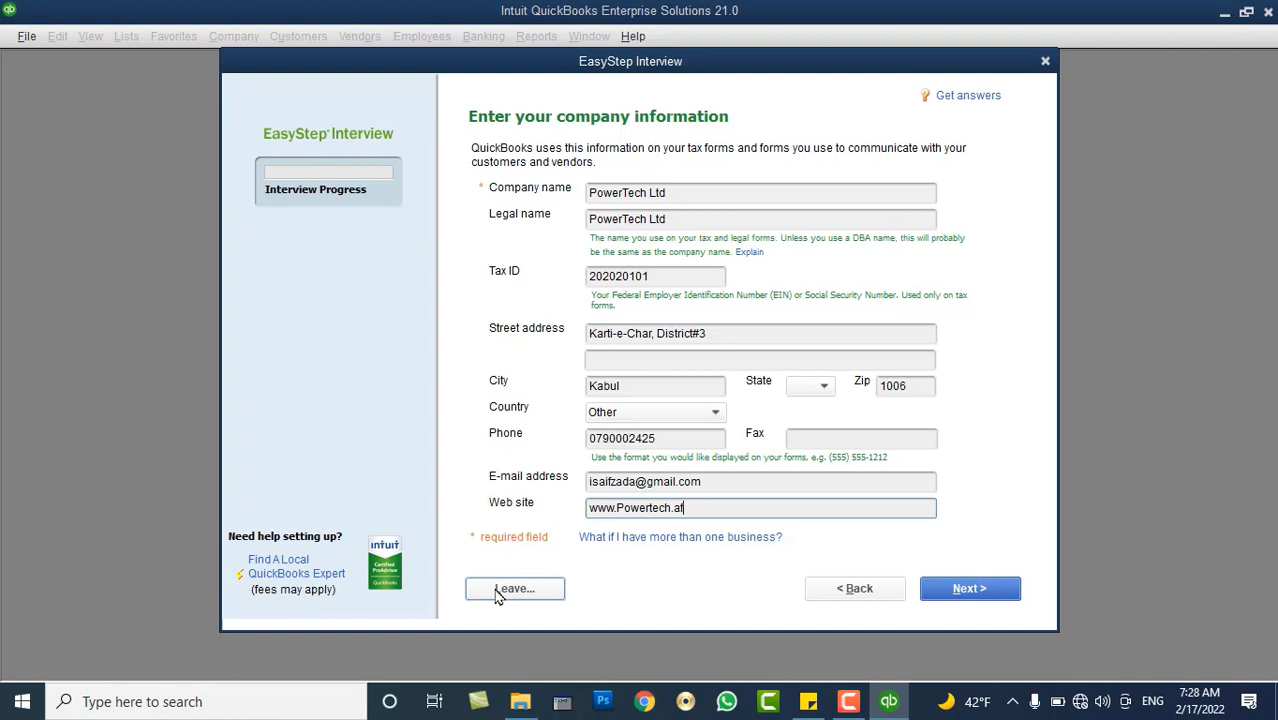 Intuit QuickBooks Enterprise Solutions 21.0
File Edit View Lists Favorites Company Customers Vendors Employees Banking Reports Window Help
EasyStep Interview
Get answers
EasyStep® Interview
Interview Progress
Enter your company information
QuickBooks uses this information on your tax forms and forms you use to communicate with your
customers and vendors.
* Company name PowerTech Ltd
Legal name PowerTech Ltd
The name you use on your tax and legal forms. Unless you use a DBA name, this will probably
be the same as the company name. Explain
Tax ID 202020101
Your Federal Employer Identification Number (EIN) or Social Security Number. Used only on tax
forms.
Street address Karti-e-Char, District#3
City Kabul State Zip 1006
Country Other
Phone 0790002425 Fax
Use the format you would like displayed on your forms, e.g. (555) 555-1212
E-mail address isaifzada@gmail.com
Web site www.Powertech.af
* required field What if I have more than one business?
Need help setting up?
Find A Local
QuickBooks Expert
(fees may apply)
intuit
Certified
ProAdvisor
QuickBooks
Leave... < Back Next >
Type here to search
Ps
qb
42°F
ENG
7:28 AM
2/17/2022